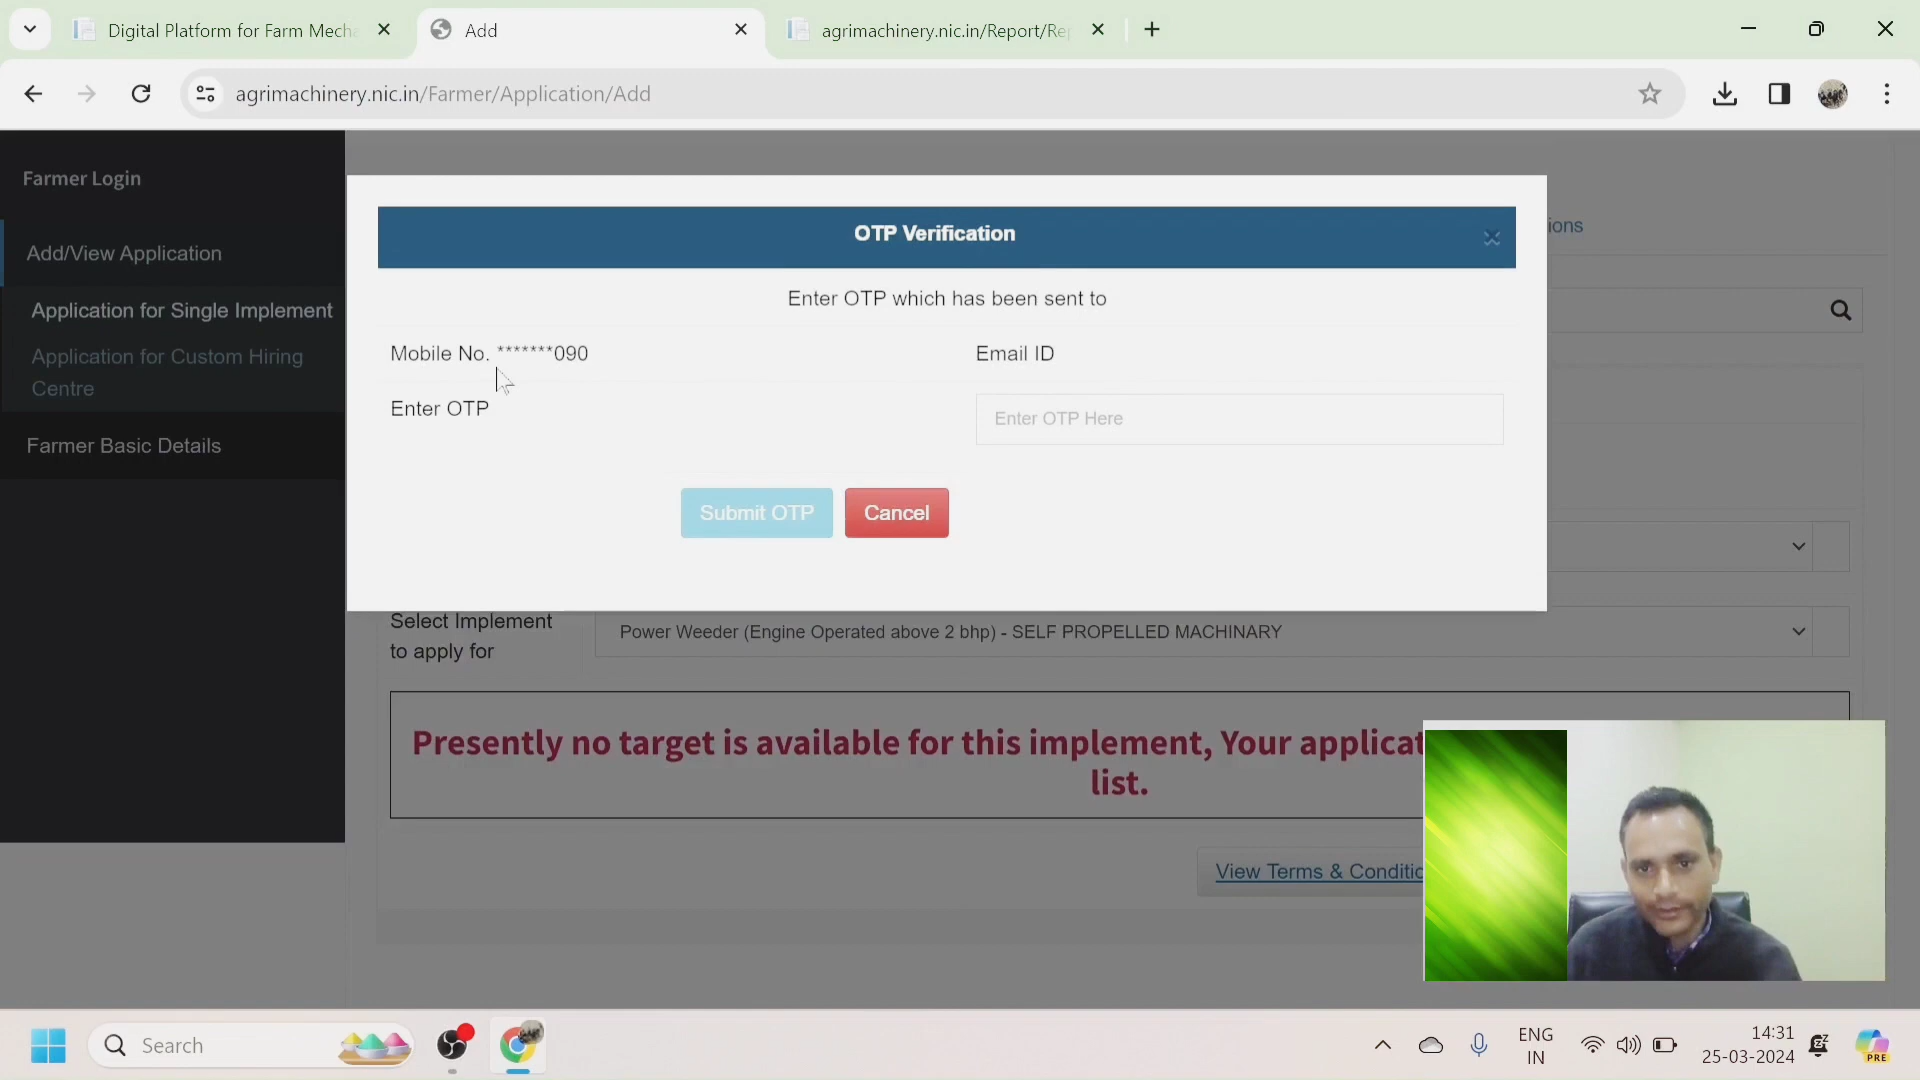 Digital Platform for Farm Mecha
Add
agrimachinery.nic.in/Report/Rep
agrimachinery.nic.in/Farmer/Application/Add
Farmer Login
Add/View Application
Application for Single Implement
Application for Custom Hiring
Centre
Farmer Basic Details
OTP Verification
ions
Enter OTP which has been sent to
Mobile No. *******090
Email ID
Enter OTP
Enter OTP Here
Submit OTP
Cancel
Select Implement
to apply for
Power Weeder (Engine Operated above 2 bhp) - SELF PROPELLED MACHINARY
Presently no target is available for this implement, Your applicat
list.
View Terms & Conditio
Search
ENG
IN
14:31
25-03-2024
PRE